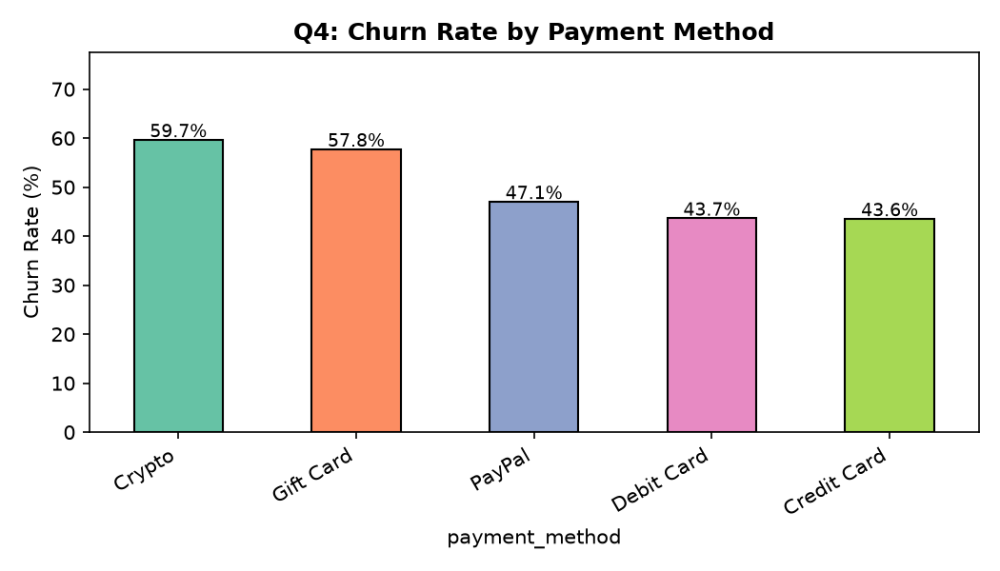 Q4: Churn Rate by Payment Method
Churn Rate (%)
70
60
50
40
30
20
10
0
59.7%
57.8%
47.1%
43.7%
43.6%
Crypto
Gift Card
PayPal
Debit Card
Credit Card
payment_method